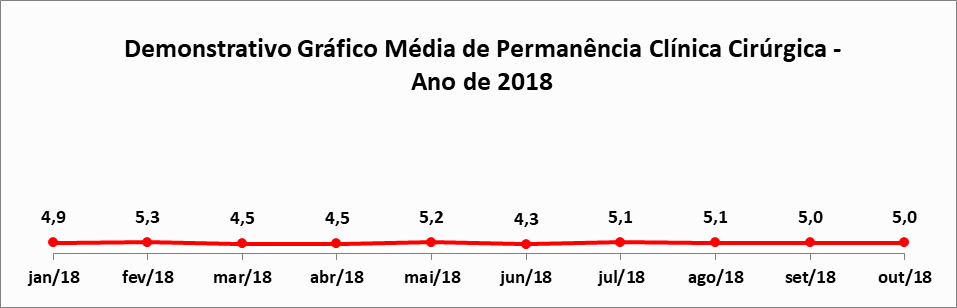 Demonstrativo Gráfico Média de Permanência Clínica Cirúrgica -
Ano de 2018
4,9 5,3 4,5 4,5 5,2 4,3 5,1 5,1 5,0 5,0
jan/18 fev/18 mar/18 abr/18 mai/18 jun/18 jul/18 ago/18 set/18 out/18